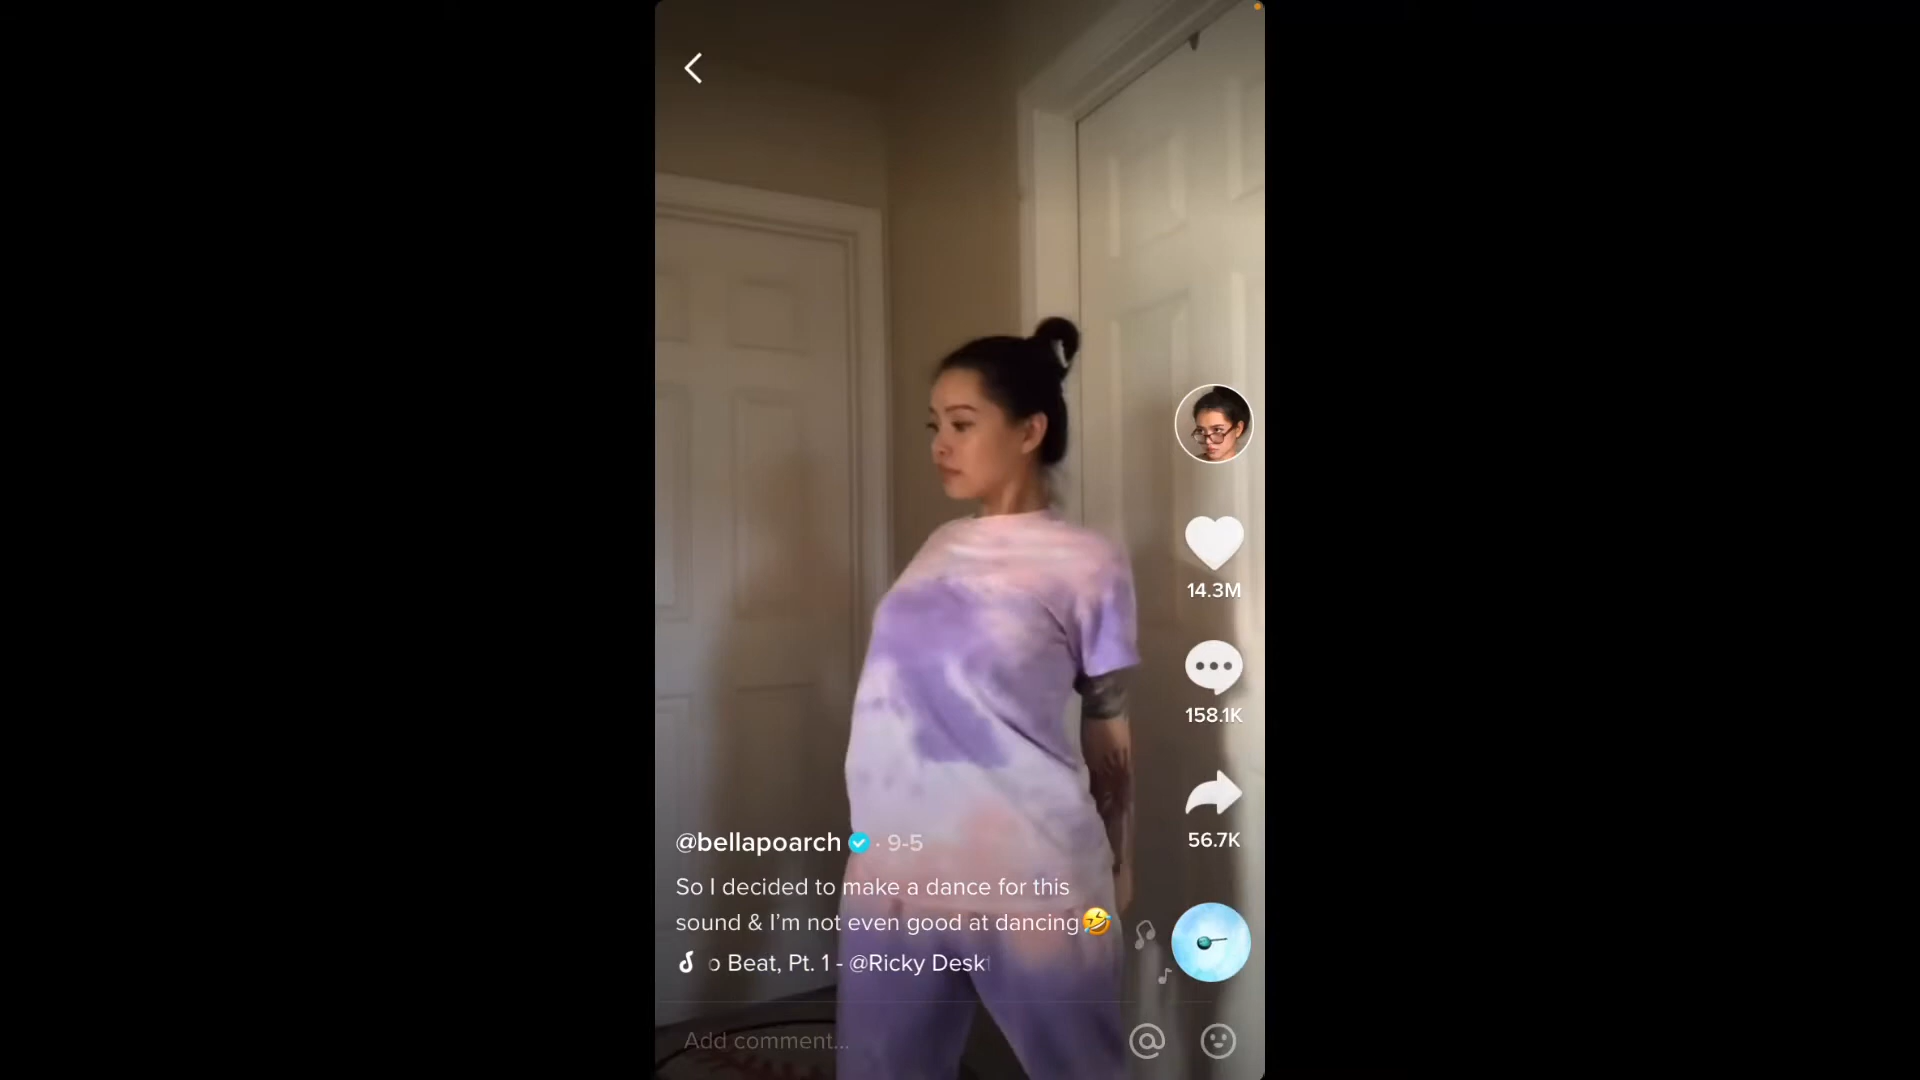 14.3M
158.1K
56.7K
@bellapoarch · 9-5
So I decided to make a dance for this
sound & I'm not even good at dancing🤣
o Beat, Pt. 1 - @Ricky Desk
Add comment...